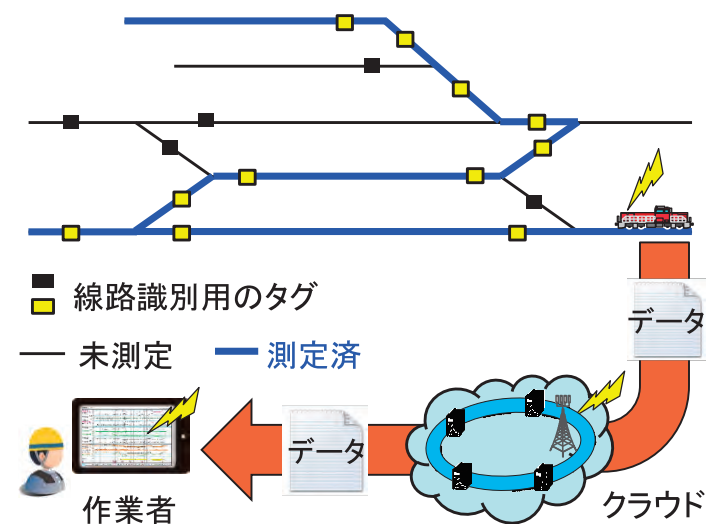 線路識別用のタグ
未測定 測定済
データ
データ
作業者
クラウド